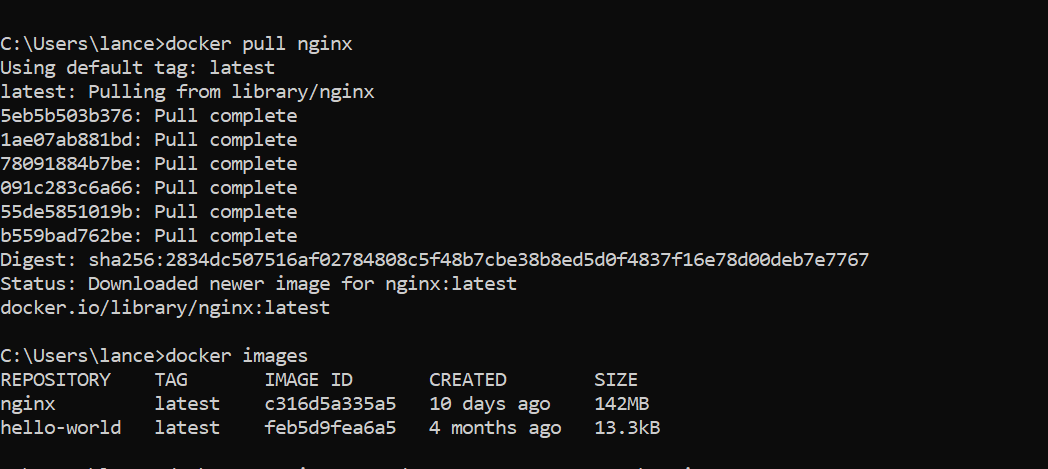 C:\Users\lance>docker pull nginx
Using default tag: latest
latest: Pulling from library/nginx
5eb5b503b376: Pull complete
1ae07ab881bd: Pull complete
78091884b7be: Pull complete
091c283c6a66: Pull complete
55de5851019b: Pull complete
b559bad762be: Pull complete
Digest: sha256:2834dc507516af02784808c5f48b7cbe38b8ed5d0f4837f16e78d00deb7e7767
Status: Downloaded newer image for nginx:latest
docker.io/library/nginx:latest
C:\Users\lance>docker images
REPOSITORY    TAG       IMAGE ID       CREATED        SIZE
nginx         latest    c316d5a335a5   10 days ago    142MB
hello-world   latest    feb5d9fea6a5   4 months ago   13.3kB